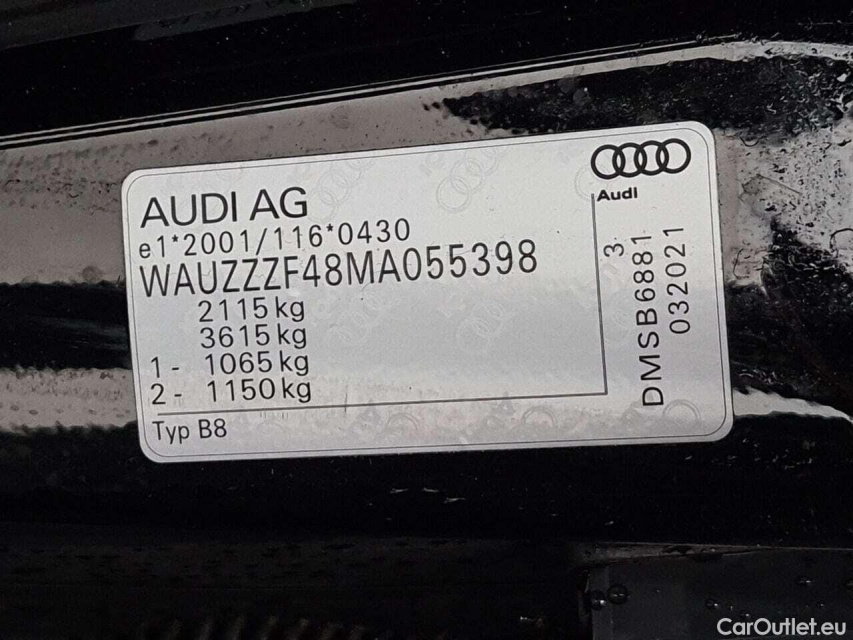 AUDI AG
e1*2001/116*0430
WAUZZZF48MA055398
2115 kg
3615 kg
1 - 1065 kg
2 - 1150 kg
Typ B8
Audi
3.
DMSB6881
032021
CarOutlet.eu